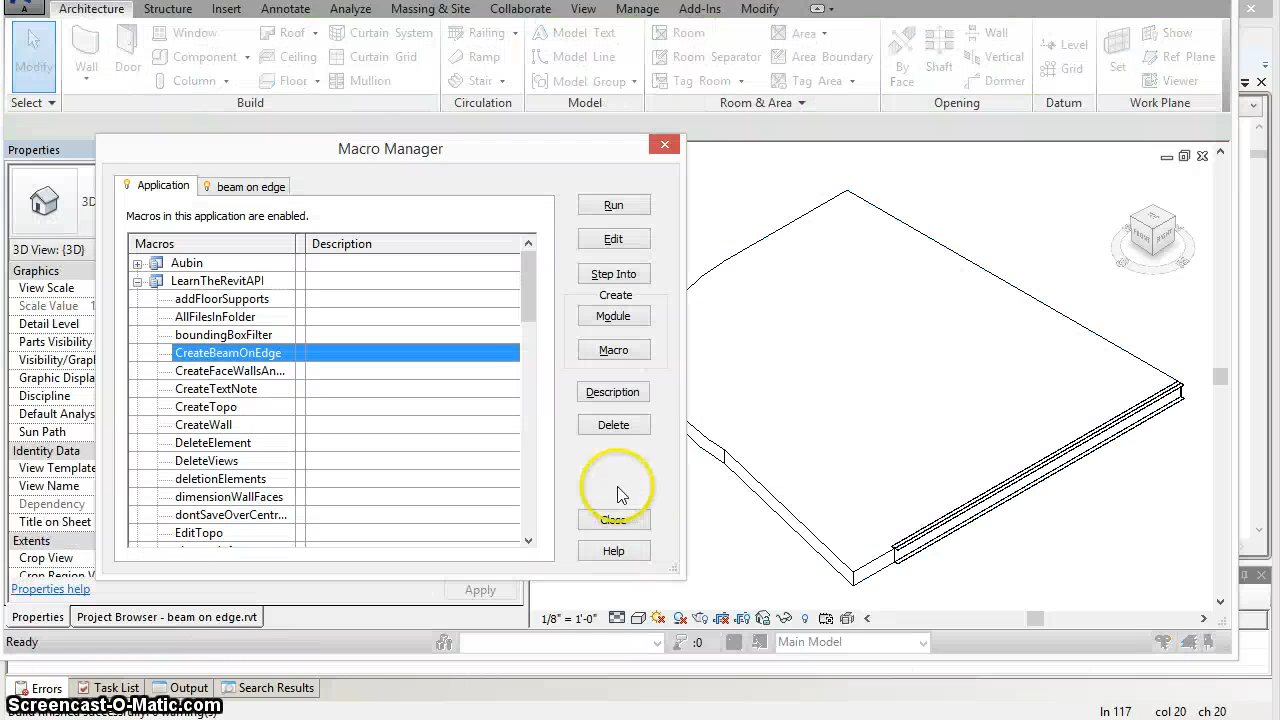 Architecture Structure Insert Annotate Analyze Massing & Site Collaborate View Manage Add-Ins Modify
Modify Wall Door Window Component Column Roof Ceiling Floor Curtain System Curtain Grid Mullion Railing Ramp Stair Model Text Model Line Model Group Room Room Separator Tag Room Area Area Boundary Tag Area By Face Shaft Wall Vertical Dormer Level Grid Set Show Ref Plane Viewer
Select Build Circulation Model Room & Area Opening Datum Work Plane
Properties
3D View: {3D}
Graphics
View Scale
Scale Value 1
Detail Level
Parts Visibility
Visibility/Grap
Graphic Display
Discipline
Default Analys
Sun Path
Identity Data
View Template
View Name
Dependency
Title on Sheet
Extents
Crop View
Crop Region V
Properties help
Apply
Properties Project Browser - beam on edge.rvt
Macro Manager
Application beam on edge
Macros in this application are enabled.
Macros Description
Aubin
LearnTheRevitAPI
addFloorSupports
AllFilesInFolder
boundingBoxFilter
CreateBeamOnEdge
CreateFaceWallsAn...
CreateTextNote
CreateTopo
CreateWall
DeleteElement
DeleteViews
deletionElements
dimensionWallFaces
dontSaveOverCentr...
EditTopo
Run
Edit
Step Into
Create
Module
Macro
Description
Delete
Close
Help
FRONT RIGHT
1/8" = 1'-0"
Ready :0 Main Model
Errors Task List Output Search Results
Screencast-O-Matic.com
Ln 117 col 20 ch 20